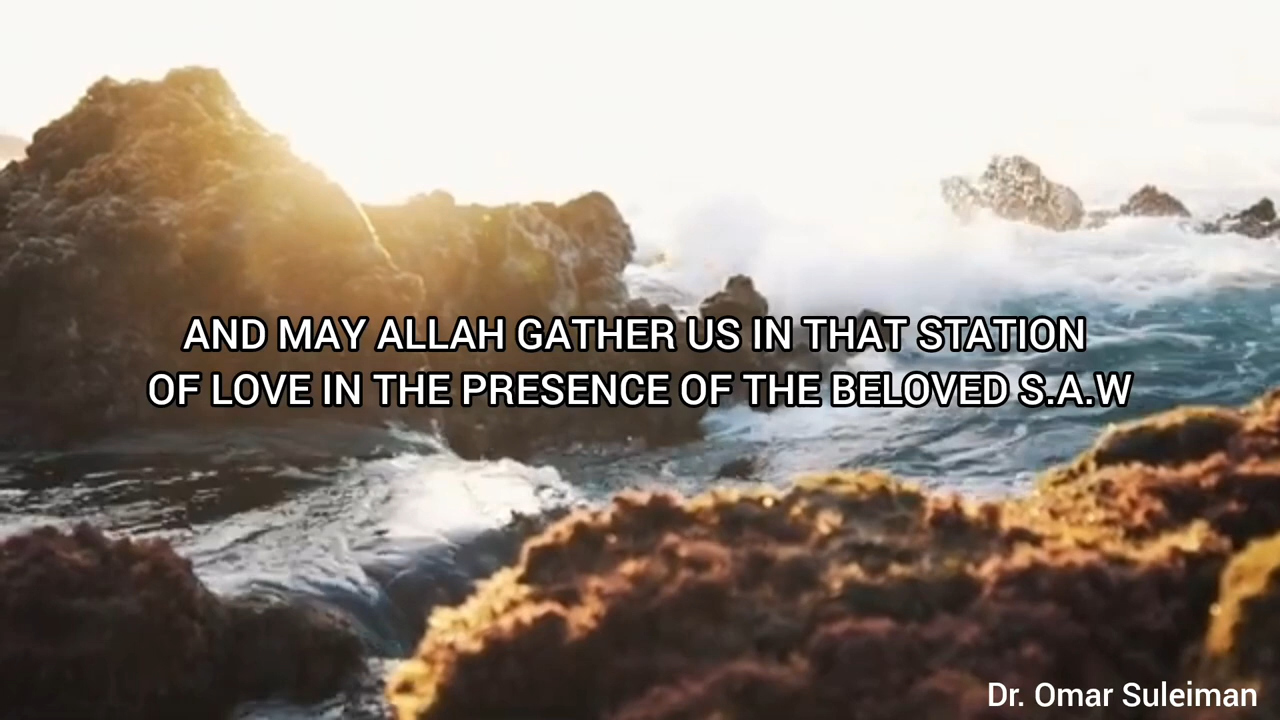 AND MAY ALLAH GATHER US IN THAT STATION
OF LOVE IN THE PRESENCE OF THE BELOVED S.A.W
Dr. Omar Suleiman